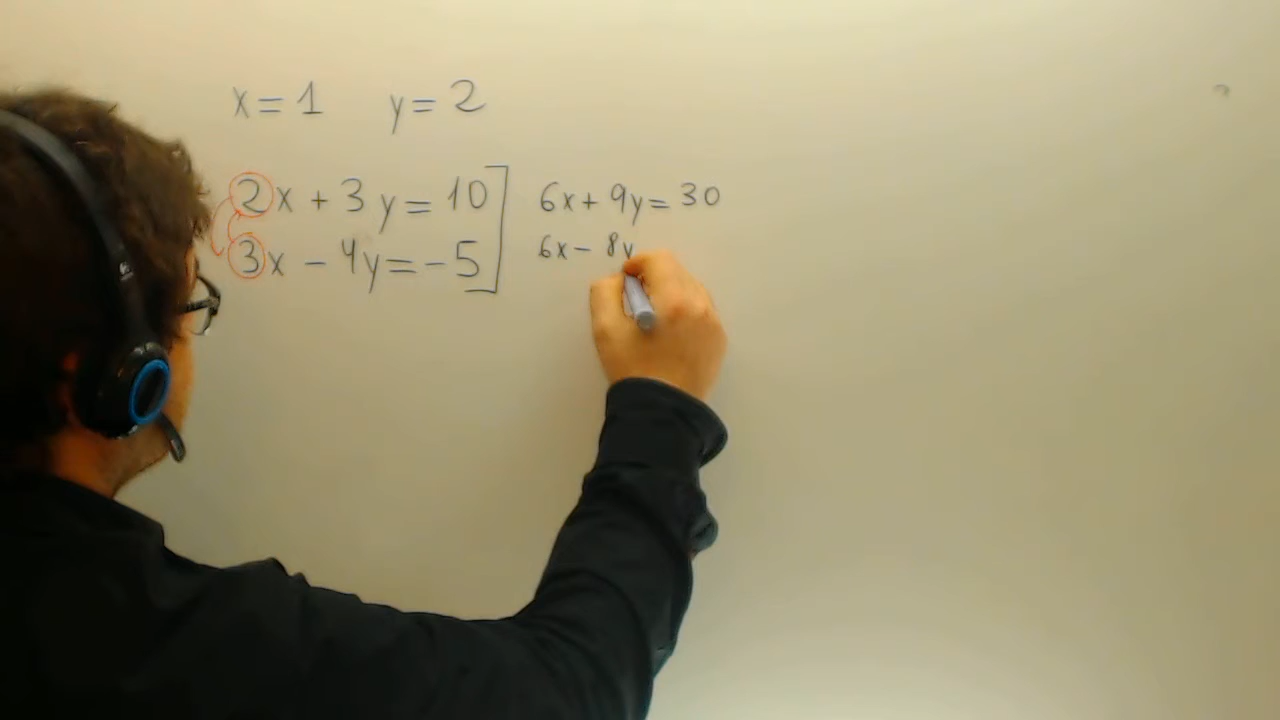 x = 1 y = 2
2x + 3y = 10
3x - 4y = -5
6x + 9y = 30
6x - 8y